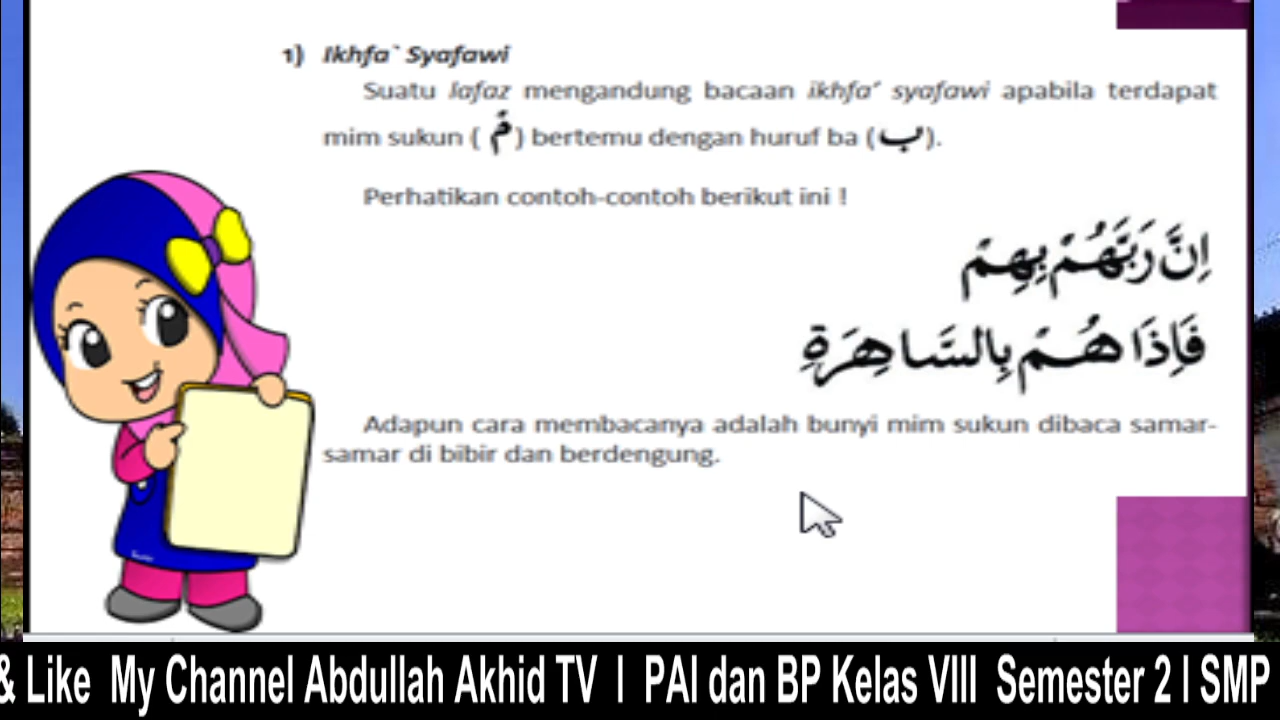 1) Ikhfa` Syafawi
Suatu lafaz mengandung bacaan ikhfa' syafawi apabila terdapat
mim sukun ( مْ ) bertemu dengan huruf ba (ب).
Perhatikan contoh-contoh berikut ini !
اِنَّ رَبَّهُمْ بِهِمْ
فَاِذَا هُمْ بِالسَّاهِرَةِ
Adapun cara membacanya adalah bunyi mim sukun dibaca samar-
samar di bibir dan berdengung.
& Like My Channel Abdullah Akhid TV I PAI dan BP Kelas VIII Semester 2 I SMP